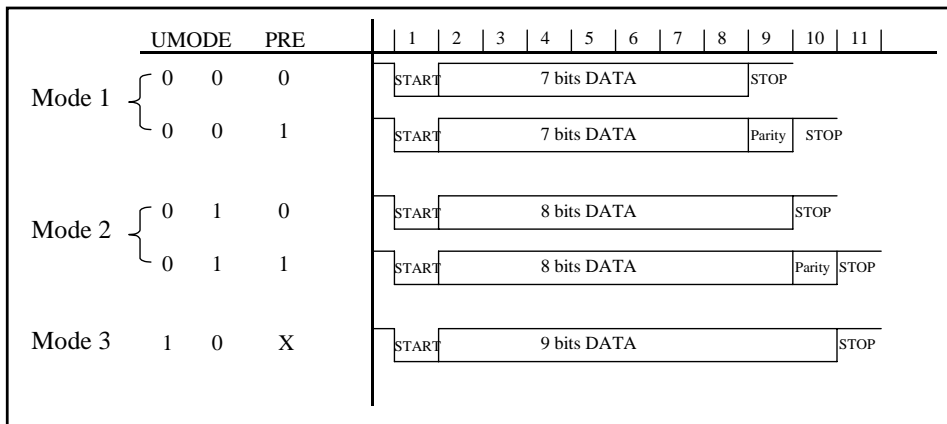 UMODE PRE 1 2 3 4 5 6 7 8 9 10 11
Mode 1
0 0 0 START 7 bits DATA STOP
0 0 1 START 7 bits DATA Parity STOP
Mode 2
0 1 0 START 8 bits DATA STOP
0 1 1 START 8 bits DATA Parity STOP
Mode 3 1 0 X START 9 bits DATA STOP